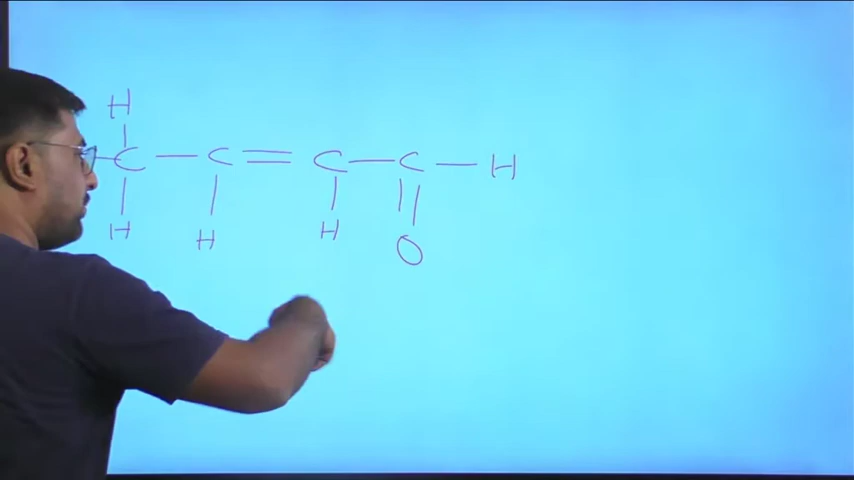 H
C — C = C — C — H
H H H O